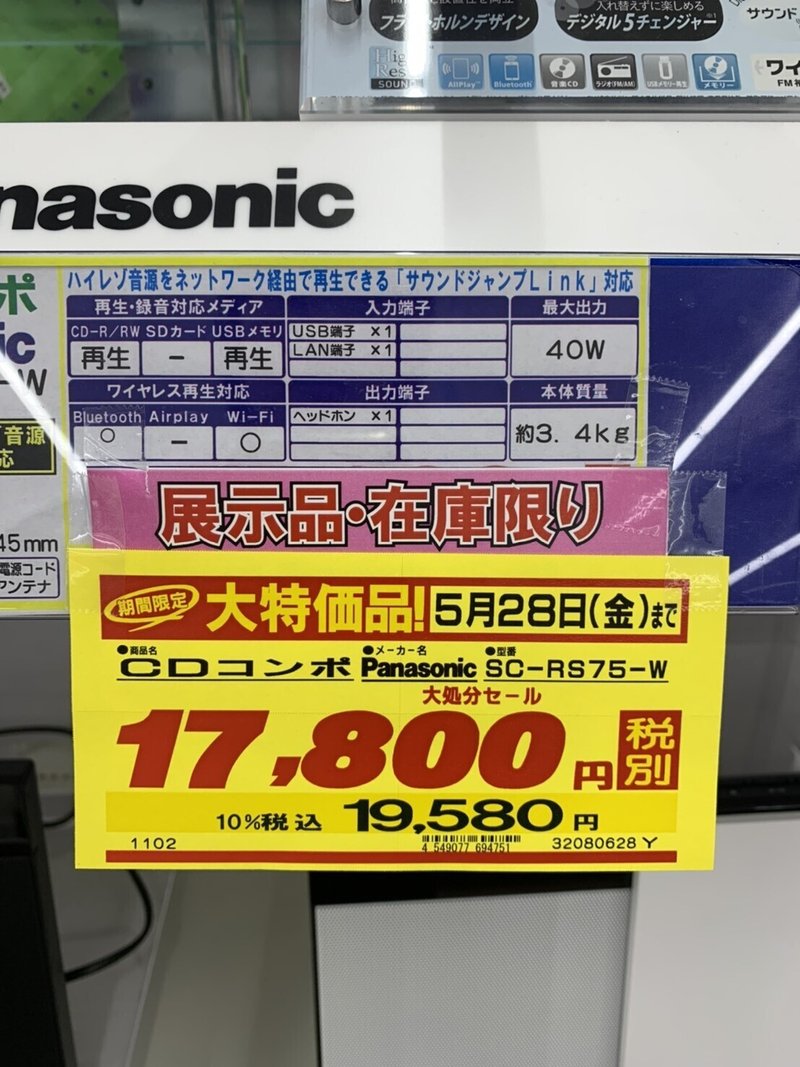 フラットホルンデザイン
入れ替えずに楽しめる
デジタル5チェンジャー
サウンド
High Res SOUND
AllPlay
Bluetooth
音楽CD
ラジオ(FM/AM)
USBメモリー再生
メモリー
ワイ
FM補
nasonic
ハイレゾ音源をネットワーク経由で再生できる「サウンドジャンプLink」対応
再生・録音対応メディア 入力端子 最大出力
CD-R/RW SDカード USBメモリ
再生 − 再生
USB端子 ×1
LAN端子 ×1
40W
ワイヤレス再生対応 出力端子 本体質量
Bluetooth Airplay Wi-Fi
○ − ○
ヘッドホン ×1
約3.4kg
ポ
ic
-W
音源
応
45mm
電源コード
アンテナ
展示品・在庫限り
期間限定 大特価品! 5月28日(金)まで
●商品名 ●メーカー名 ●型番
CDコンポ Panasonic SC-RS75-W
大処分セール
17,800円 税別
10%税込 19,580円
1102 4 549077 694751 32080628 Y